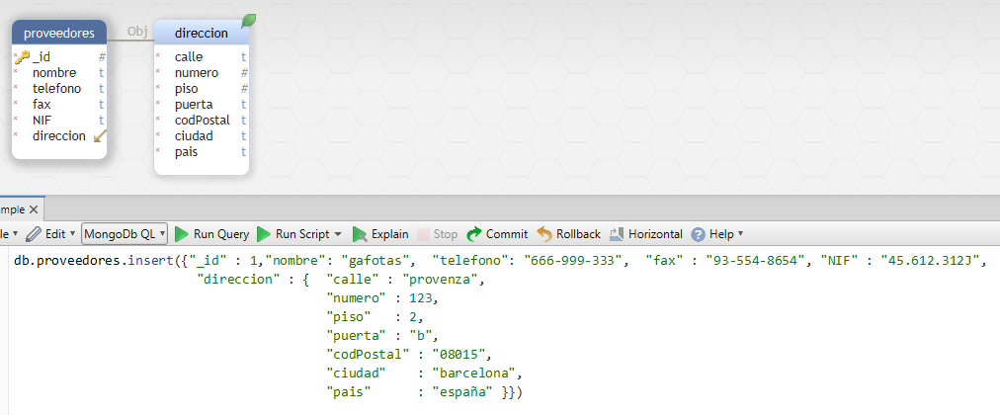 proveedores Obj direccion
_id #
nombre t
telefono t
fax t
NIF t
direccion
calle t
numero #
piso #
puerta t
codPostal t
ciudad t
pais t
mple ×
le Edit MongoDb QL Run Query Run Script Explain Stop Commit Rollback Horizontal Help
db.proveedores.insert({"_id" : 1,"nombre": "gafotas",  "telefono": "666-999-333",  "fax" : "93-554-8654", "NIF" : "45.612.312J",
"direccion" : {  "calle" : "provenza",
"numero" : 123,
"piso"   : 2,
"puerta" : "b",
"codPostal" : "08015",
"ciudad"    : "barcelona",
"pais"      : "españa" }})